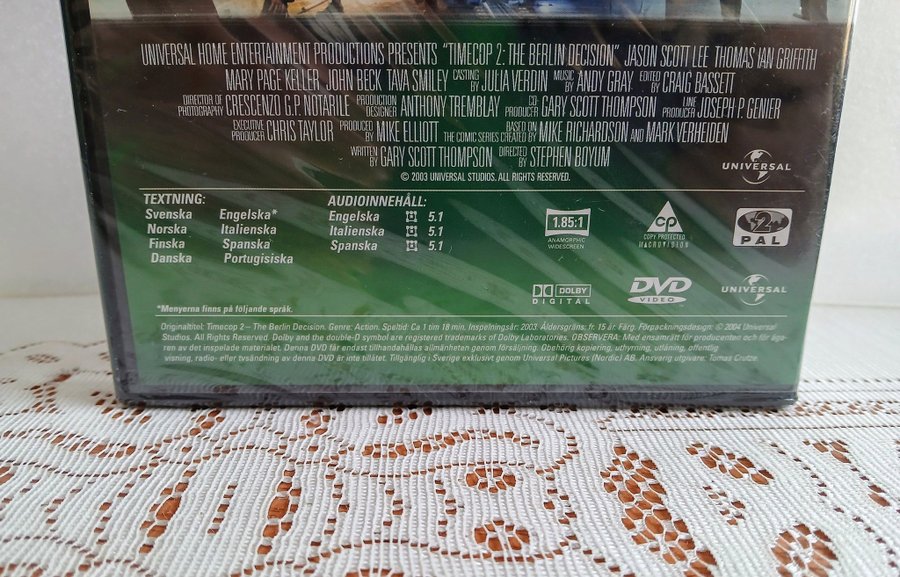 UNIVERSAL HOME ENTERTAINMENT PRODUCTIONS PRESENTS "TIMECOP 2: THE BERLIN DECISION" JASON SCOTT LEE THOMAS IAN GRIFFITH
MARY PAGE KELLER JOHN BECK TAVA SMILEY CASTING BY JULIA VERDIN MUSIC BY ANDY GRAY EDITED BY CRAIG BASSETT
DIRECTOR OF PHOTOGRAPHY CRESCENZO G.P. NOTARILE PRODUCTION DESIGNER ANTHONY TREMBLAY CO-PRODUCER GARY SCOTT THOMPSON LINE PRODUCER JOSEPH P. GENIER
EXECUTIVE PRODUCER CHRIS TAYLOR PRODUCED BY MIKE ELLIOTT BASED ON THE COMIC SERIES CREATED BY MIKE RICHARDSON AND MARK VERHEIDEN
WRITTEN BY GARY SCOTT THOMPSON DIRECTED BY STEPHEN BOYUM
© 2003 UNIVERSAL STUDIOS. ALL RIGHTS RESERVED.
UNIVERSAL
TEXTNING:
Svenska Engelska*
Norska Italienska
Finska Spanska
Danska Portugisiska
AUDIOINNEHÅLL:
Engelska 5.1
Italienska 5.1
Spanska 5.1
1.85:1
ANAMORPHIC
WIDESCREEN
CP
COPY PROTECTED
MACROVISION
2
PAL
DOLBY
DIGITAL
DVD
VIDEO
UNIVERSAL
*Menyerna finns på följande språk.
Originaltitel: Timecop 2 – The Berlin Decision. Genre: Action. Speltid: Ca 1 tim 18 min. Inspelningsår: 2003. Åldersgräns: fr. 15 år. Färg. Förpackningsdesign: © 2004 Universal
Studios. All Rights Reserved. Dolby and the double-D symbol are registered trademarks of Dolby Laboratories. OBSERVERA: Med ensamrätt för producenten och för äga-
ren av det inspelade materialet. Denna DVD får endast tillhandahållas allmänheten genom försäljning. Obehörig kopiering, uthyrning, utlåning, offentlig
visning, radio- eller tvsändning av denna DVD är inte tillåtet. Tillgänglig i Sverige exklusivt genom Universal Pictures (Nordic) AB. Ansvarig utgivare: Tomas Crutze.